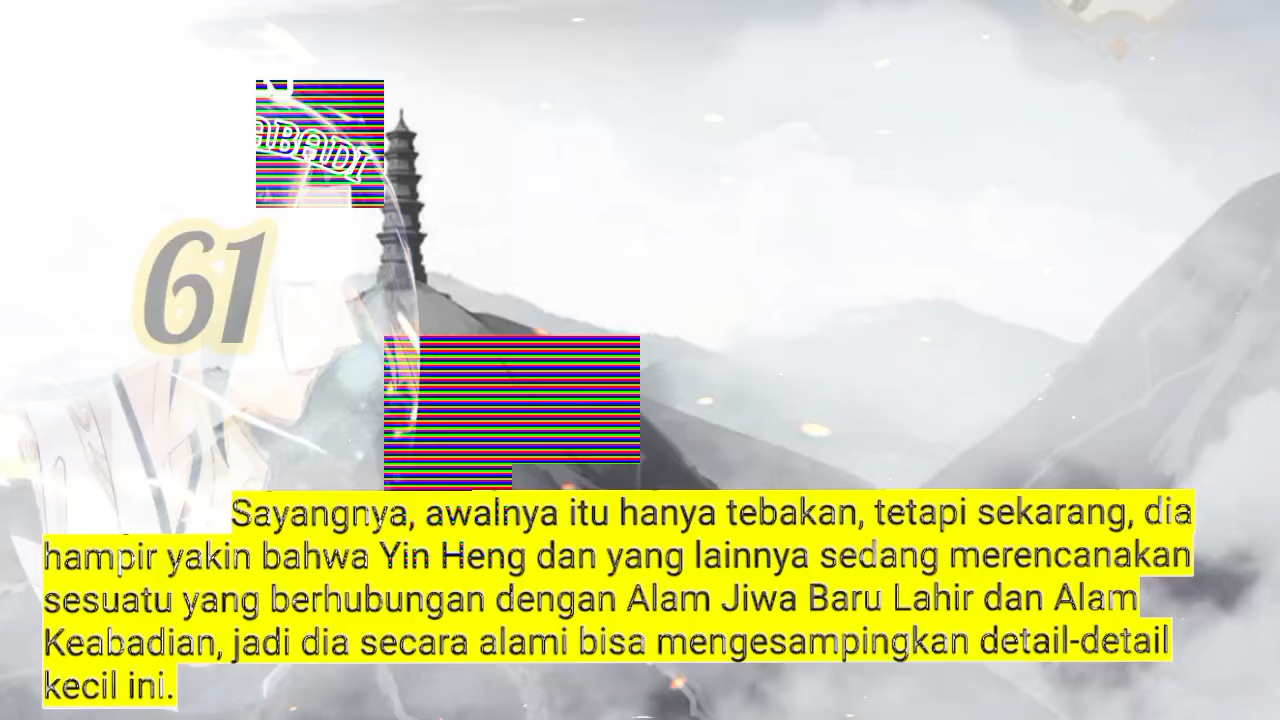 ABADI
61
Sayangnya, awalnya itu hanya tebakan, tetapi sekarang, dia
hampir yakin bahwa Yin Heng dan yang lainnya sedang merencanakan
sesuatu yang berhubungan dengan Alam Jiwa Baru Lahir dan Alam
Keabadian, jadi dia secara alami bisa mengesampingkan detail-detail
kecil ini.